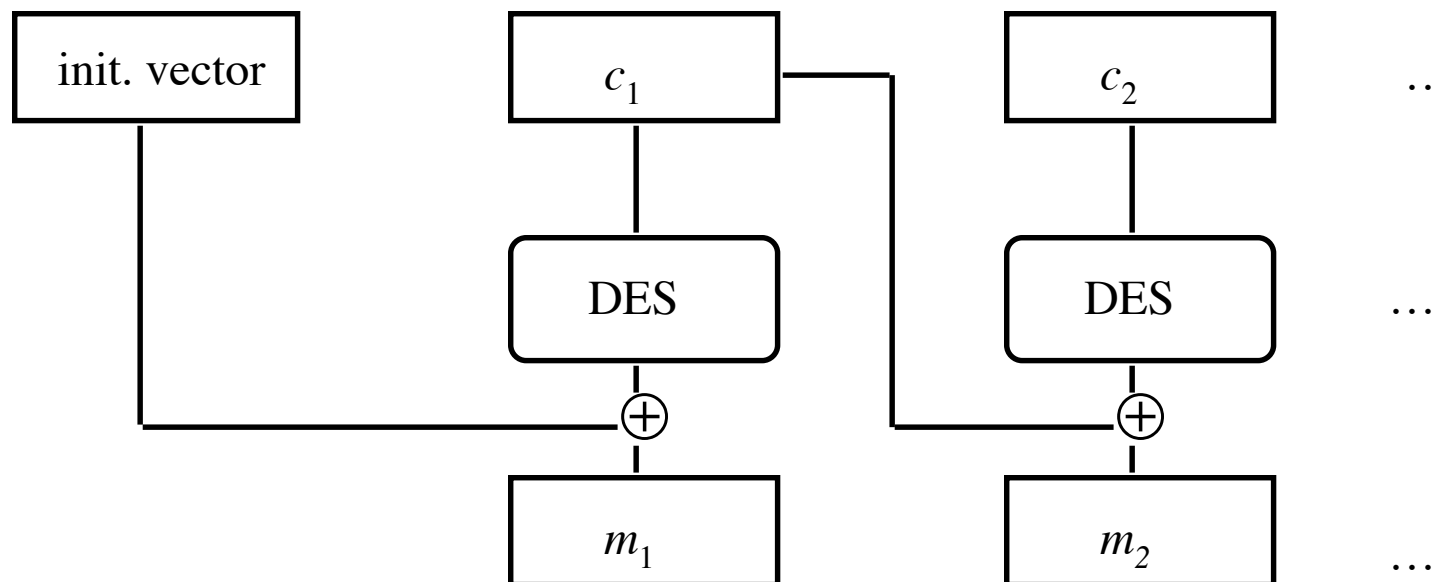 init. vector c₁ c₂ ..
DES DES …
⊕ ⊕
m₁ m₂ …